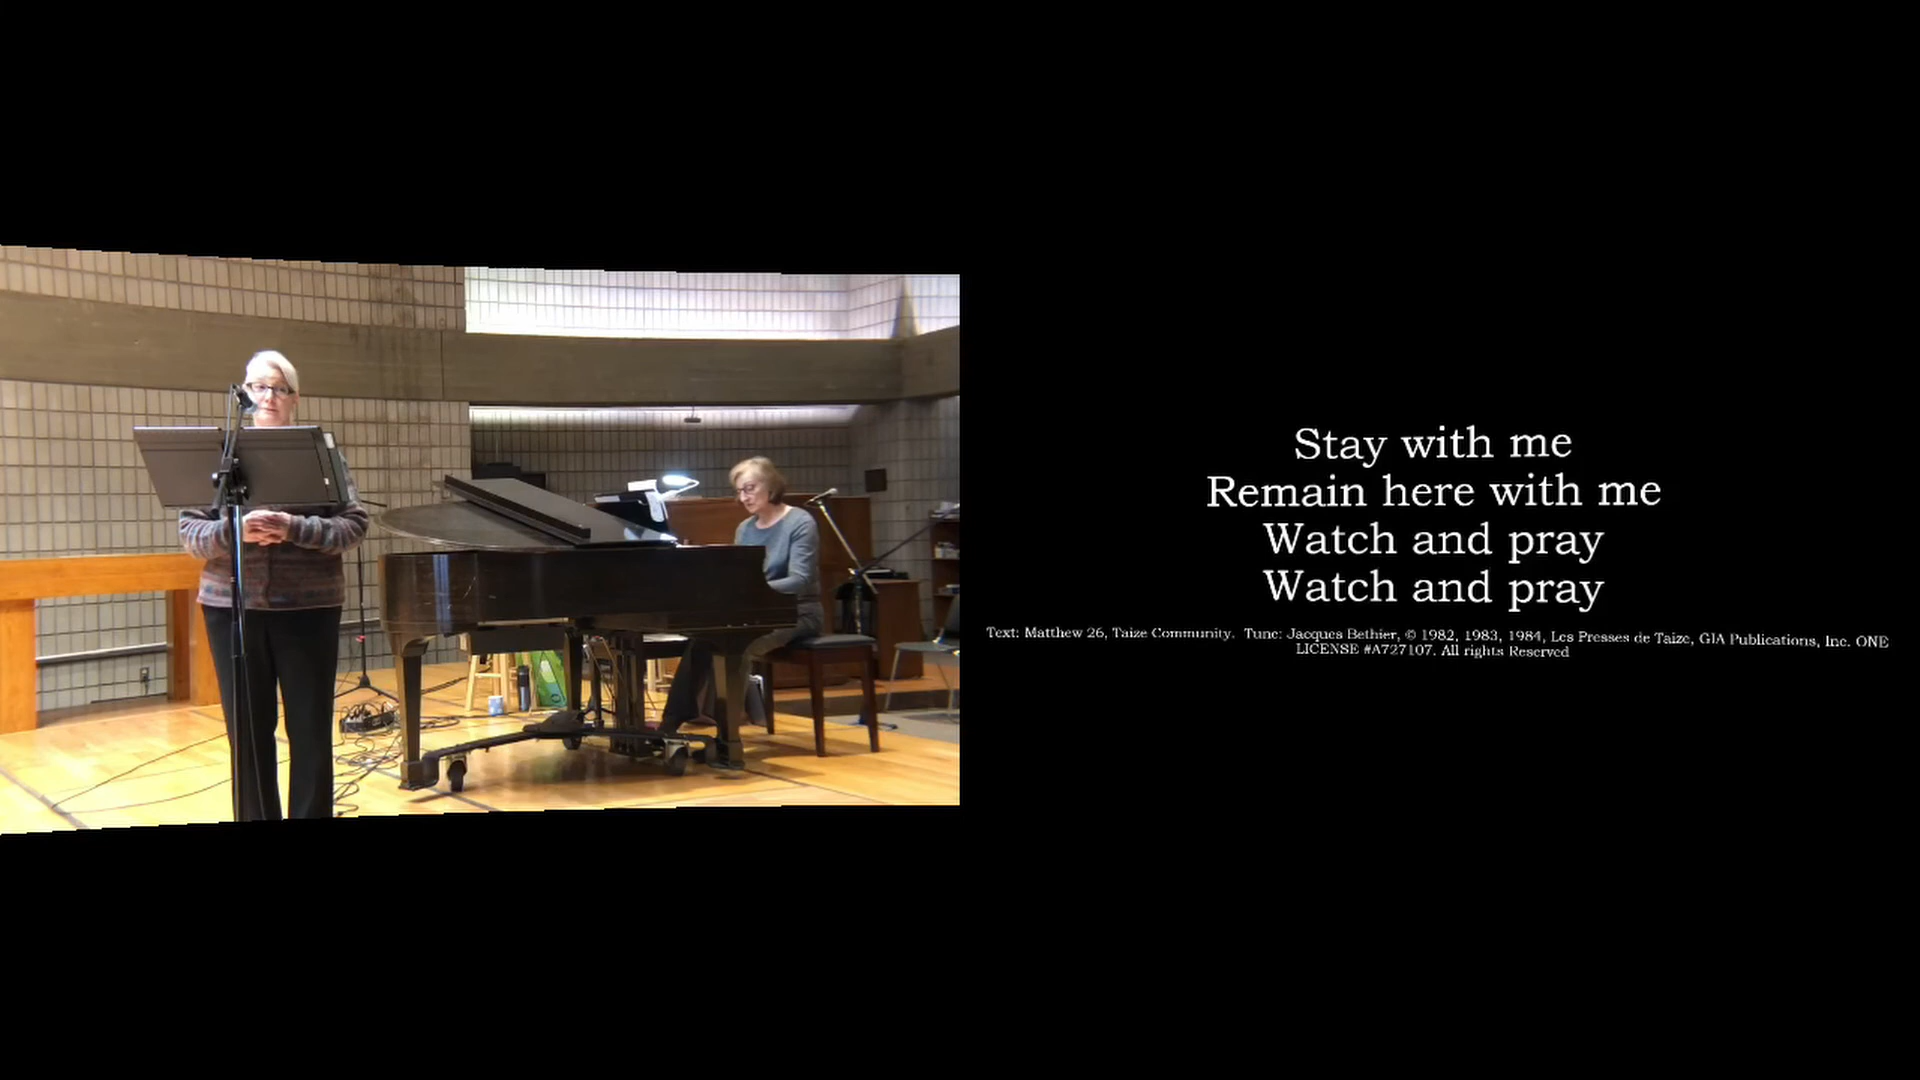 Stay with me
Remain here with me
Watch and pray
Watch and pray
Text: Matthew 26, Taize Community. Tune: Jacques Bethier, © 1982, 1983, 1984, Les Presses de Taize, GIA Publications, Inc. ONE
LICENSE #A727107. All rights Reserved